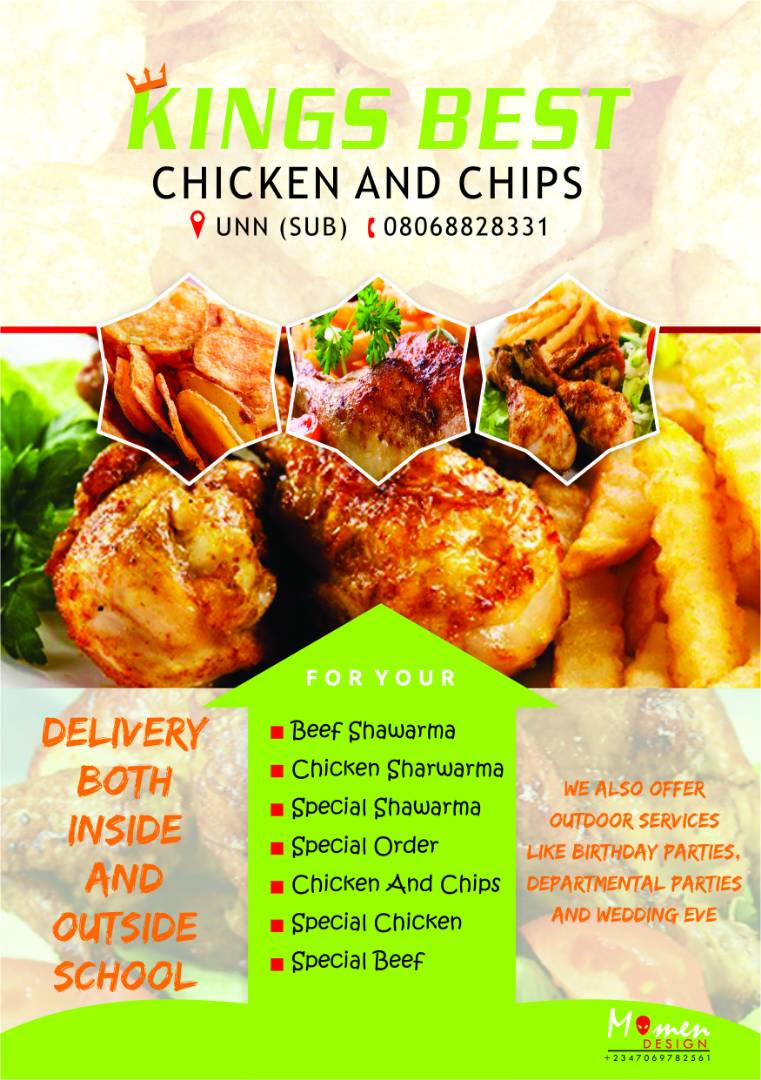 KINGS BEST
CHICKEN AND CHIPS
UNN (SUB) 08068828331
FOR YOUR
Beef Shawarma
Chicken Sharwarma
Special Shawarma
Special Order
Chicken And Chips
Special Chicken
Special Beef
DELIVERY
BOTH
INSIDE
AND
OUTSIDE
SCHOOL
WE ALSO OFFER
OUTDOOR SERVICES
LIKE BIRTHDAY PARTIES,
DEPARTMENTAL PARTIES
AND WEDDING EVE
Momen
DESIGN
+2347069782561